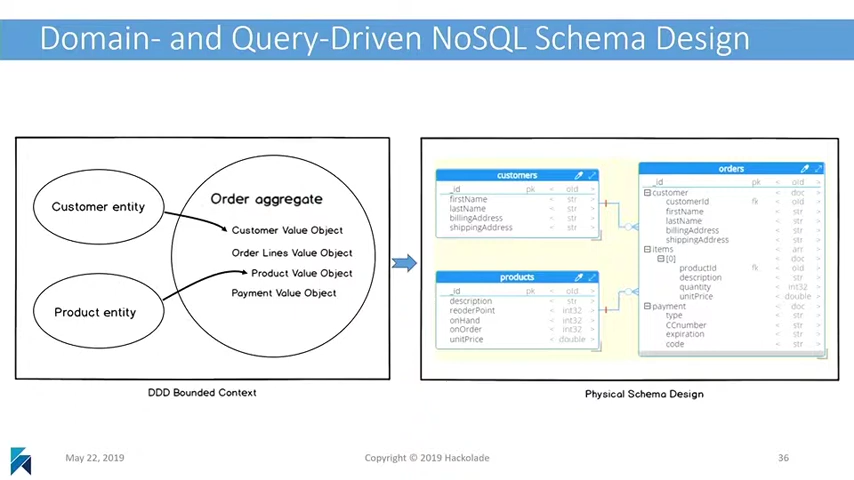 Domain- and Query-Driven NoSQL Schema Design
Customer entity
Product entity
Order aggregate
Customer Value Object
Order Lines Value Object
Product Value Object
Payment Value Object
DDD Bounded Context
customers
_id pk < oId >
firstName < str >
lastName < str >
billingAddress < str >
shippingAddress < str >
products
_id pk < oId >
description < str >
reoderPoint < int32 >
onHand < int32 >
onOrder < int32 >
unitPrice < double >
orders
_id pk < oId >
customer < doc >
customerId fk < oId >
firstName < str >
lastName < str >
billingAddress < str >
shippingAddress < str >
items < arr >
[0] < doc >
productId fk < oId >
description < str >
quantity < int32 >
unitPrice < double >
payment < doc >
type < str >
CCnumber < str >
expiration < str >
code < str >
Physical Schema Design
May 22, 2019
Copyright © 2019 Hackolade
36